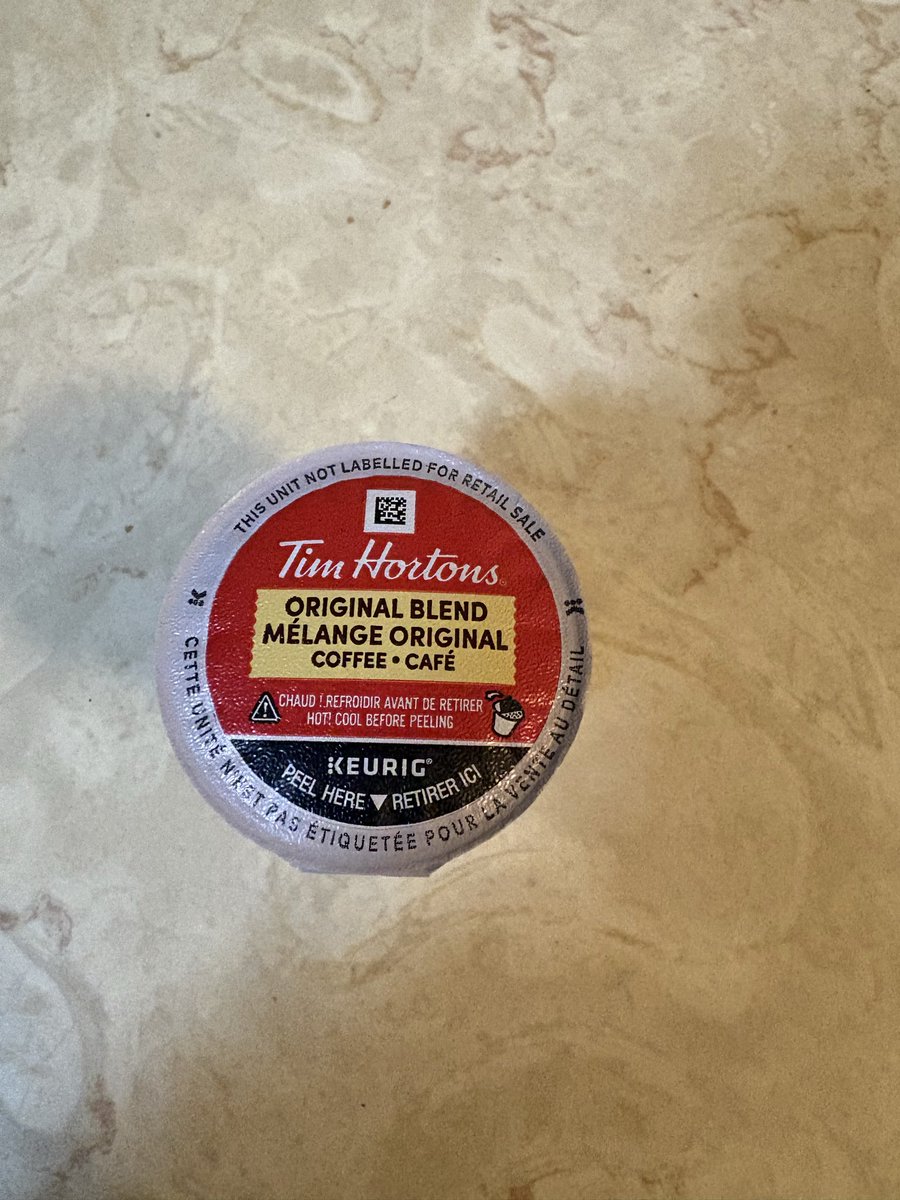 THIS UNIT NOT LABELLED FOR RETAIL SALE
Tim Hortons
ORIGINAL BLEND
MÉLANGE ORIGINAL
COFFEE • CAFÉ
CHAUD ! REFROIDIR AVANT DE RETIRER
HOT! COOL BEFORE PEELING
KEURIG®
PEEL HERE ▼ RETIRER ICI
CETTE UNITÉ N'EST PAS ÉTIQUETÉE POUR LA VENTE AU DÉTAIL